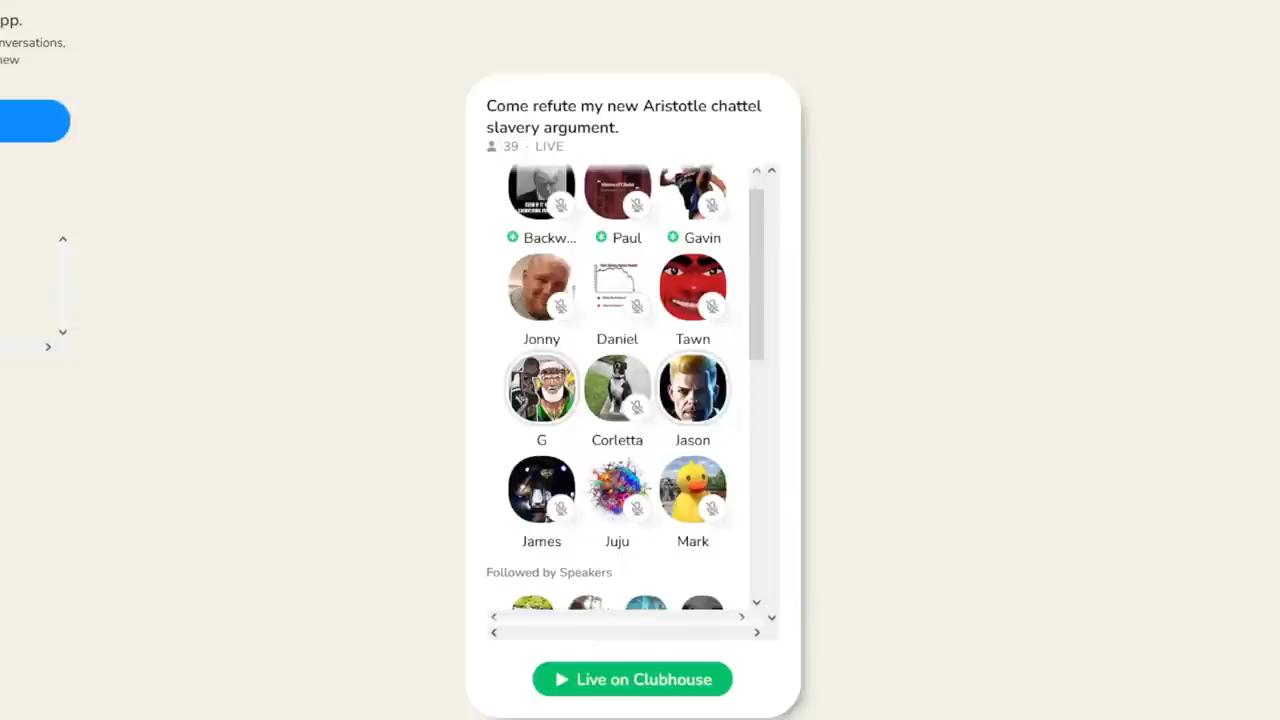 pp.
nversations,
new
Come refute my new Aristotle chattel
slavery argument.
39 · LIVE
Backw... Paul Gavin
Jonny Daniel Tawn
G Corletta Jason
James Juju Mark
Followed by Speakers
Live on Clubhouse